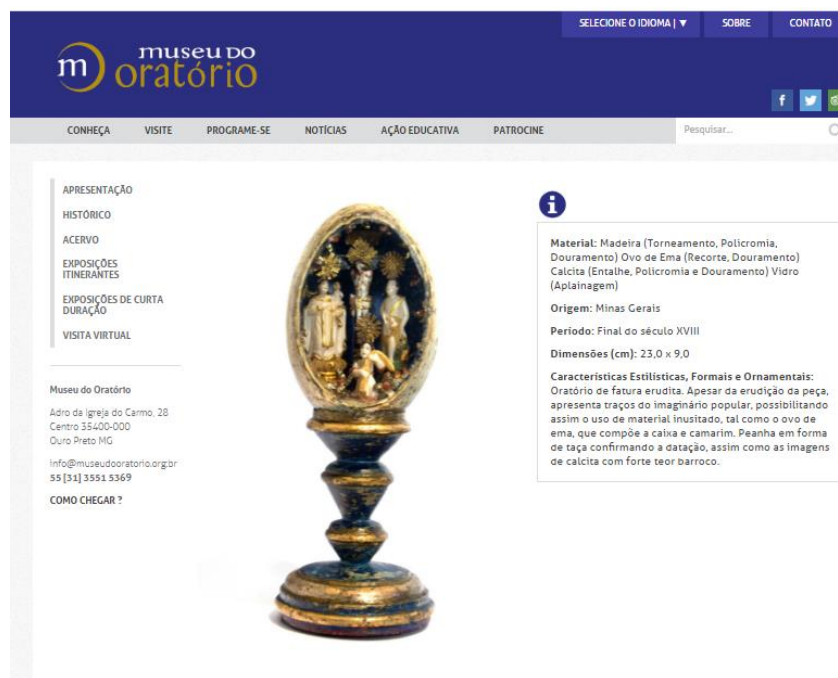 SELECIONE O IDIOMA | ▼ SOBRE CONTATO
museu do
m oratório
CONHEÇA VISITE PROGRAME-SE NOTÍCIAS AÇÃO EDUCATIVA PATROCINE Pesquisar...
APRESENTAÇÃO
HISTÓRICO
ACERVO
EXPOSIÇÕES
ITINERANTES
EXPOSIÇÕES DE CURTA
DURAÇÃO
VISITA VIRTUAL
Museu do Oratório
Adro da Igreja do Carmo, 28
Centro 35400-000
Ouro Preto MG
info@museudooratorio.org.br
55 [31] 3551 5369
COMO CHEGAR ?
Material: Madeira (Torneamento, Policromia,
Douramento) Ovo de Ema (Recorte, Douramento)
Calcita (Entalhe, Policromia e Douramento) Vidro
(Aplainagem)
Origem: Minas Gerais
Período: Final do século XVIII
Dimensões (cm): 23,0 x 9,0
Características Estilísticas, Formais e Ornamentais:
Oratório de fatura erudita. Apesar da erudição da peça,
apresenta traços do imaginário popular, possibilitando
assim o uso de material inusitado, tal como o ovo de
ema, que compõe a caixa e camarim. Peanha em forma
de taça confirmando a datação, assim como as imagens
de calcita com forte teor barroco.